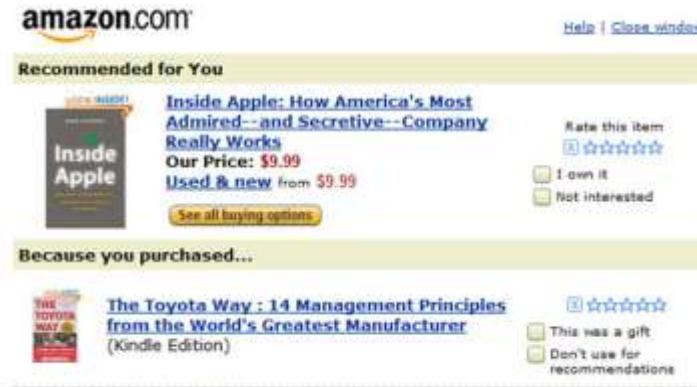 amazon.com
Help | Close window
Recommended for You
LOOK INSIDE!
Inside Apple
Inside Apple: How America's Most
Admired--and Secretive--Company
Really Works
Our Price: $9.99
Used & new from $9.99
See all buying options
Rate this item
I own it
Not interested
Because you purchased...
THE
TOYOTA
WAY
The Toyota Way : 14 Management Principles
from the World's Greatest Manufacturer
(Kindle Edition)
This was a gift
Don't use for
recommendations